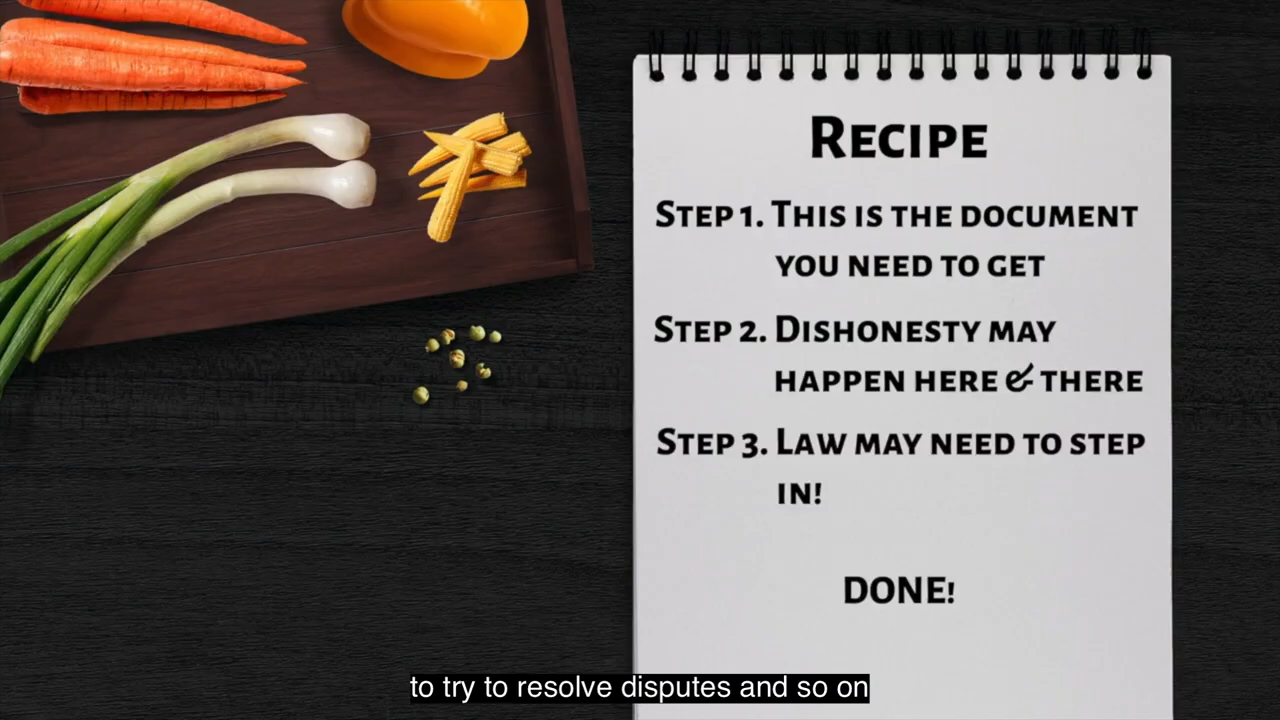 Recipe
Step 1. This is the document
you need to get
Step 2. Dishonesty may
happen here & there
Step 3. Law may need to step
in!
DONE!
to try to resolve disputes and so on